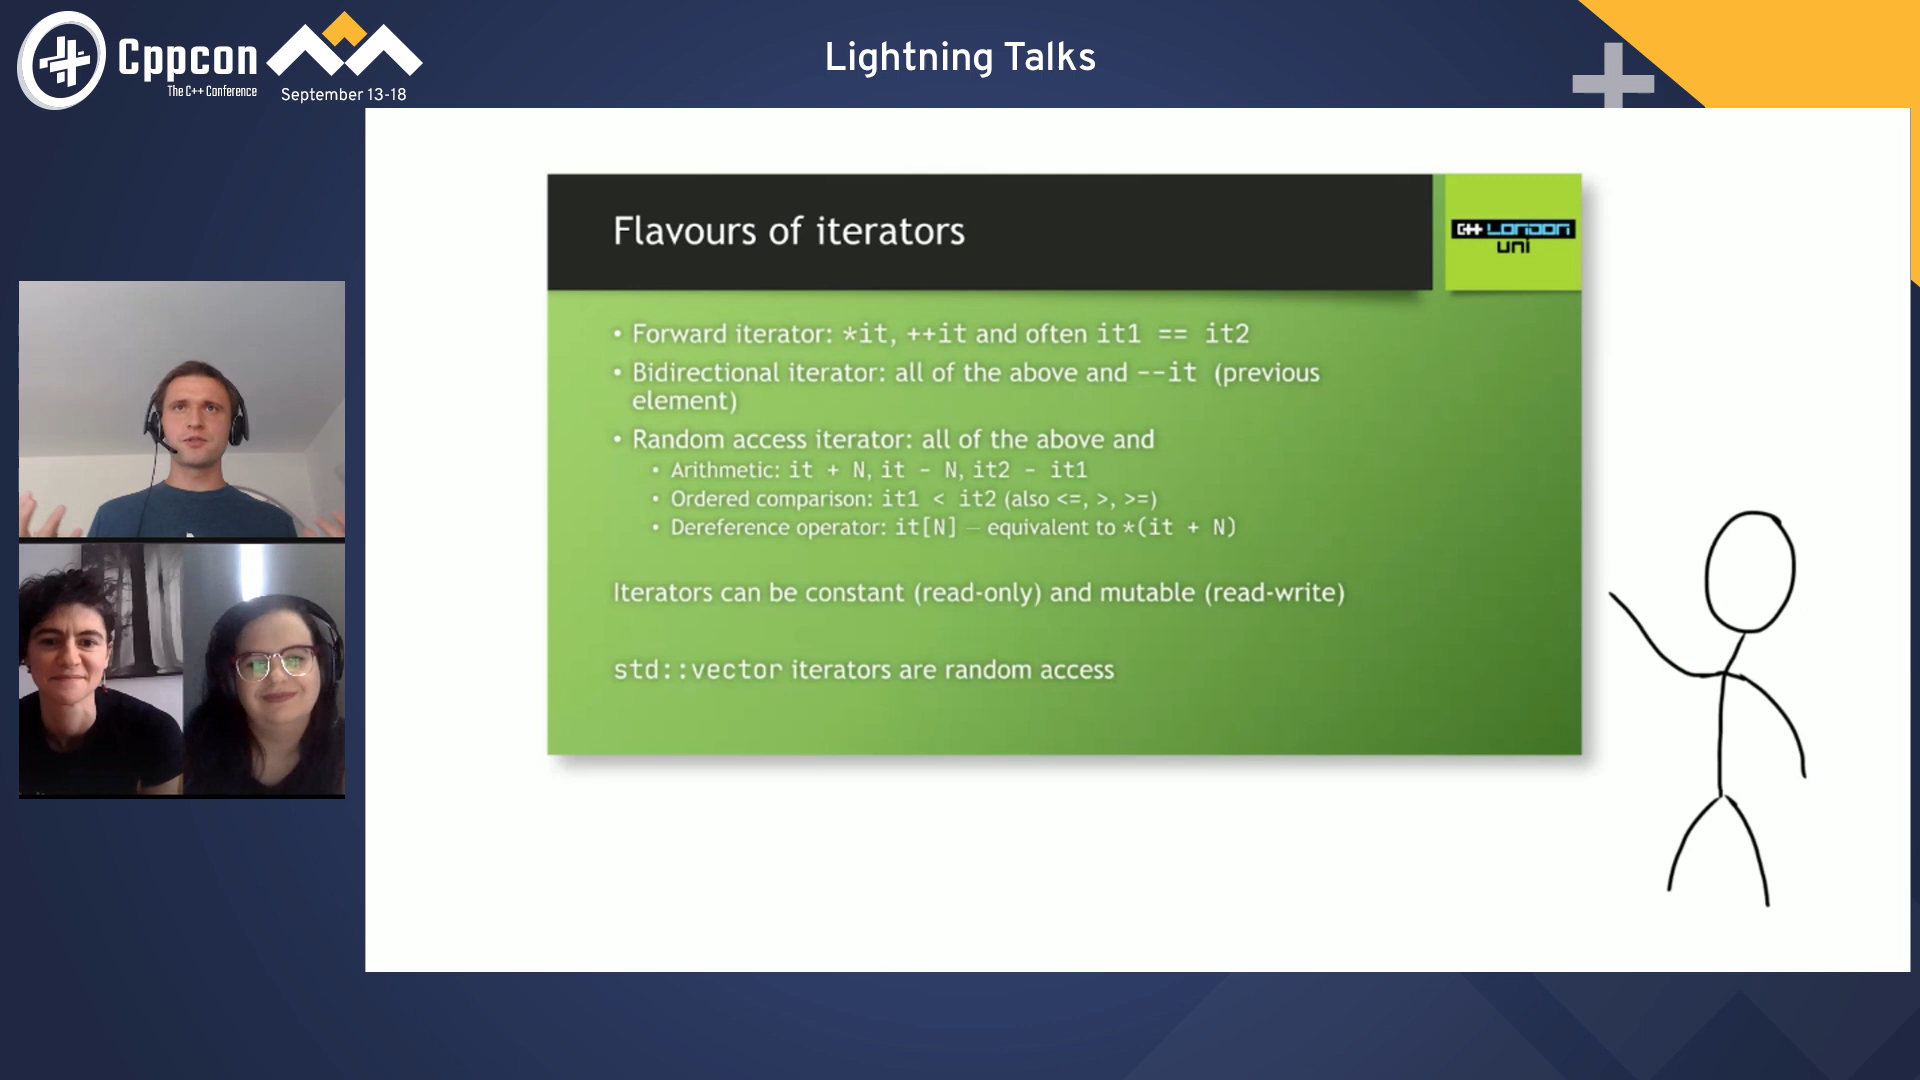 Cppcon
The C++ Conference
September 13-18
Lightning Talks
Flavours of iterators
C++ LONDON
uni
• Forward iterator: *it, ++it and often it1 == it2
• Bidirectional iterator: all of the above and --it (previous
element)
• Random access iterator: all of the above and
• Arithmetic: it + N, it - N, it2 - it1
• Ordered comparison: it1 < it2 (also <=, >, >=)
• Dereference operator: it[N] – equivalent to *(it + N)
Iterators can be constant (read-only) and mutable (read-write)
std::vector iterators are random access